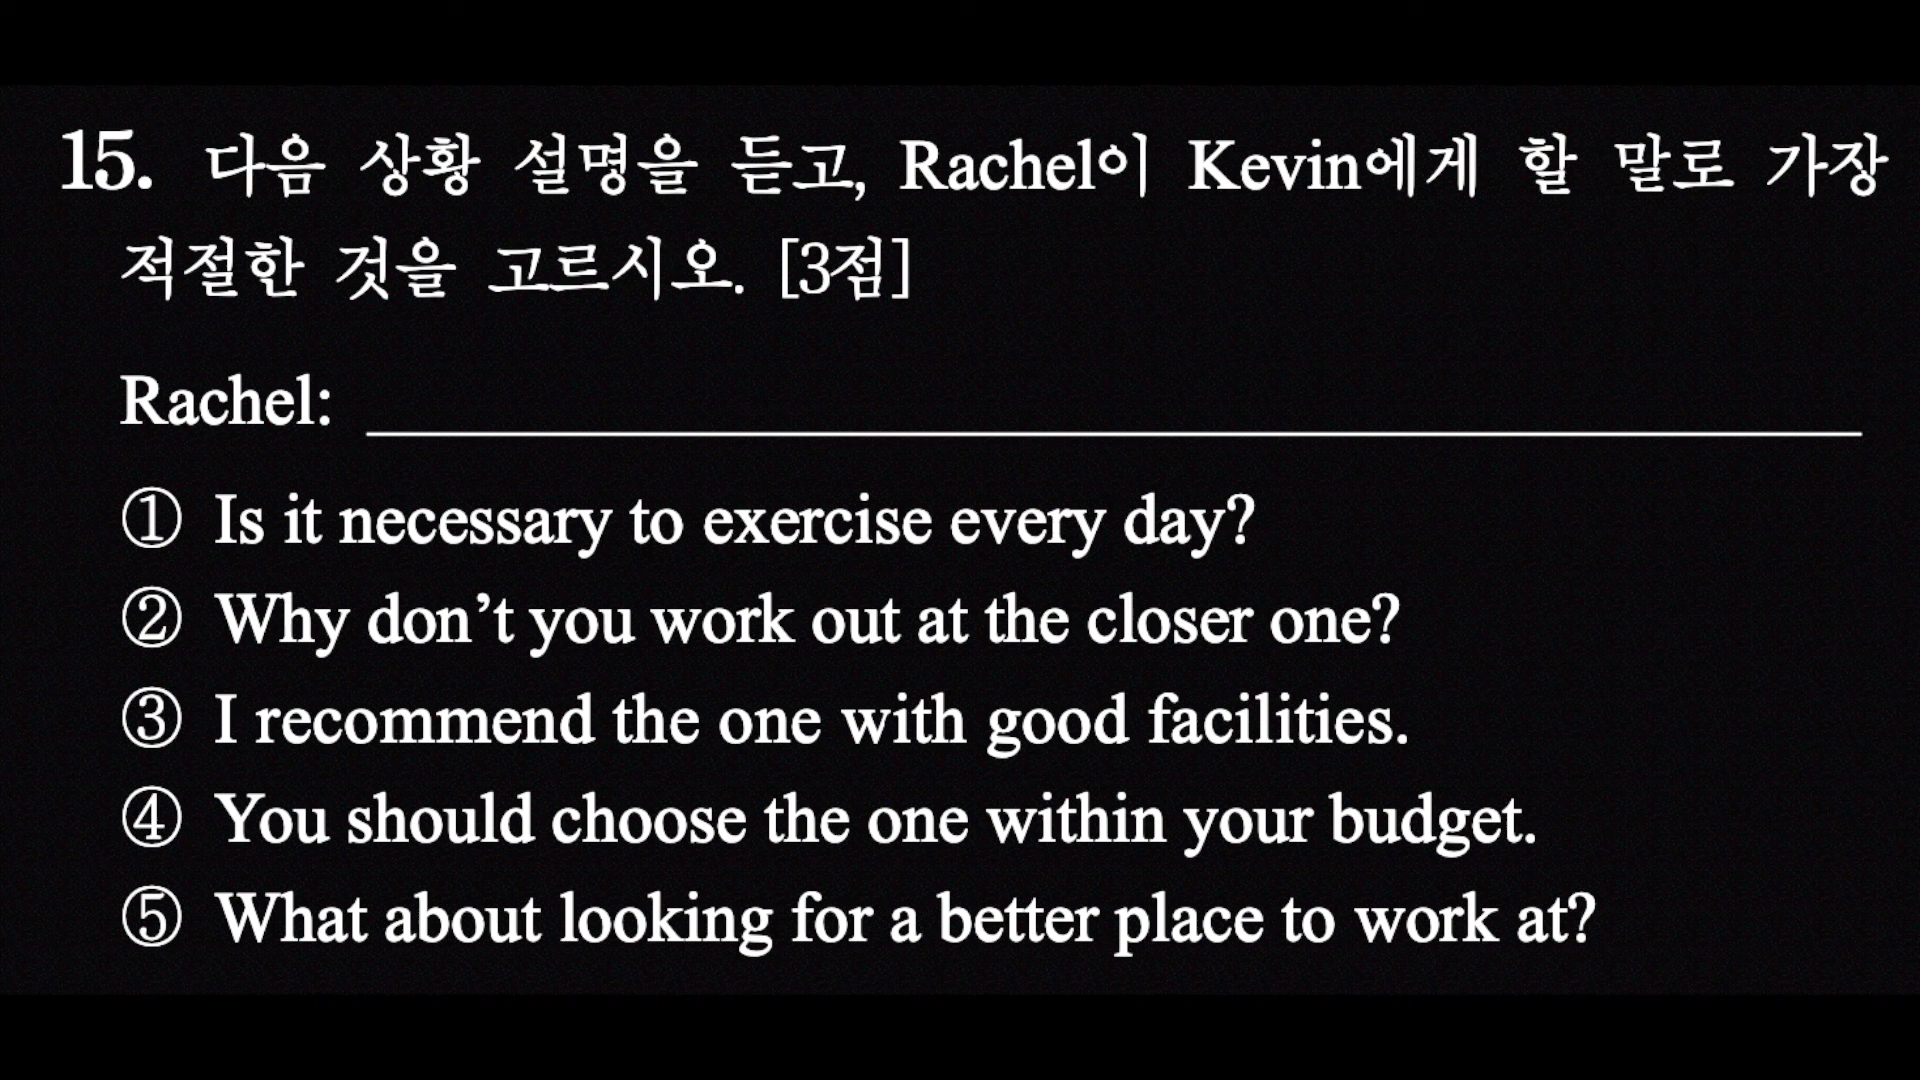 15. 다음 상황 설명을 듣고, Rachel이 Kevin에게 할 말로 가장
적절한 것을 고르시오. [3점]
Rachel:
① Is it necessary to exercise every day?
② Why don’t you work out at the closer one?
③ I recommend the one with good facilities.
④ You should choose the one within your budget.
⑤ What about looking for a better place to work at?